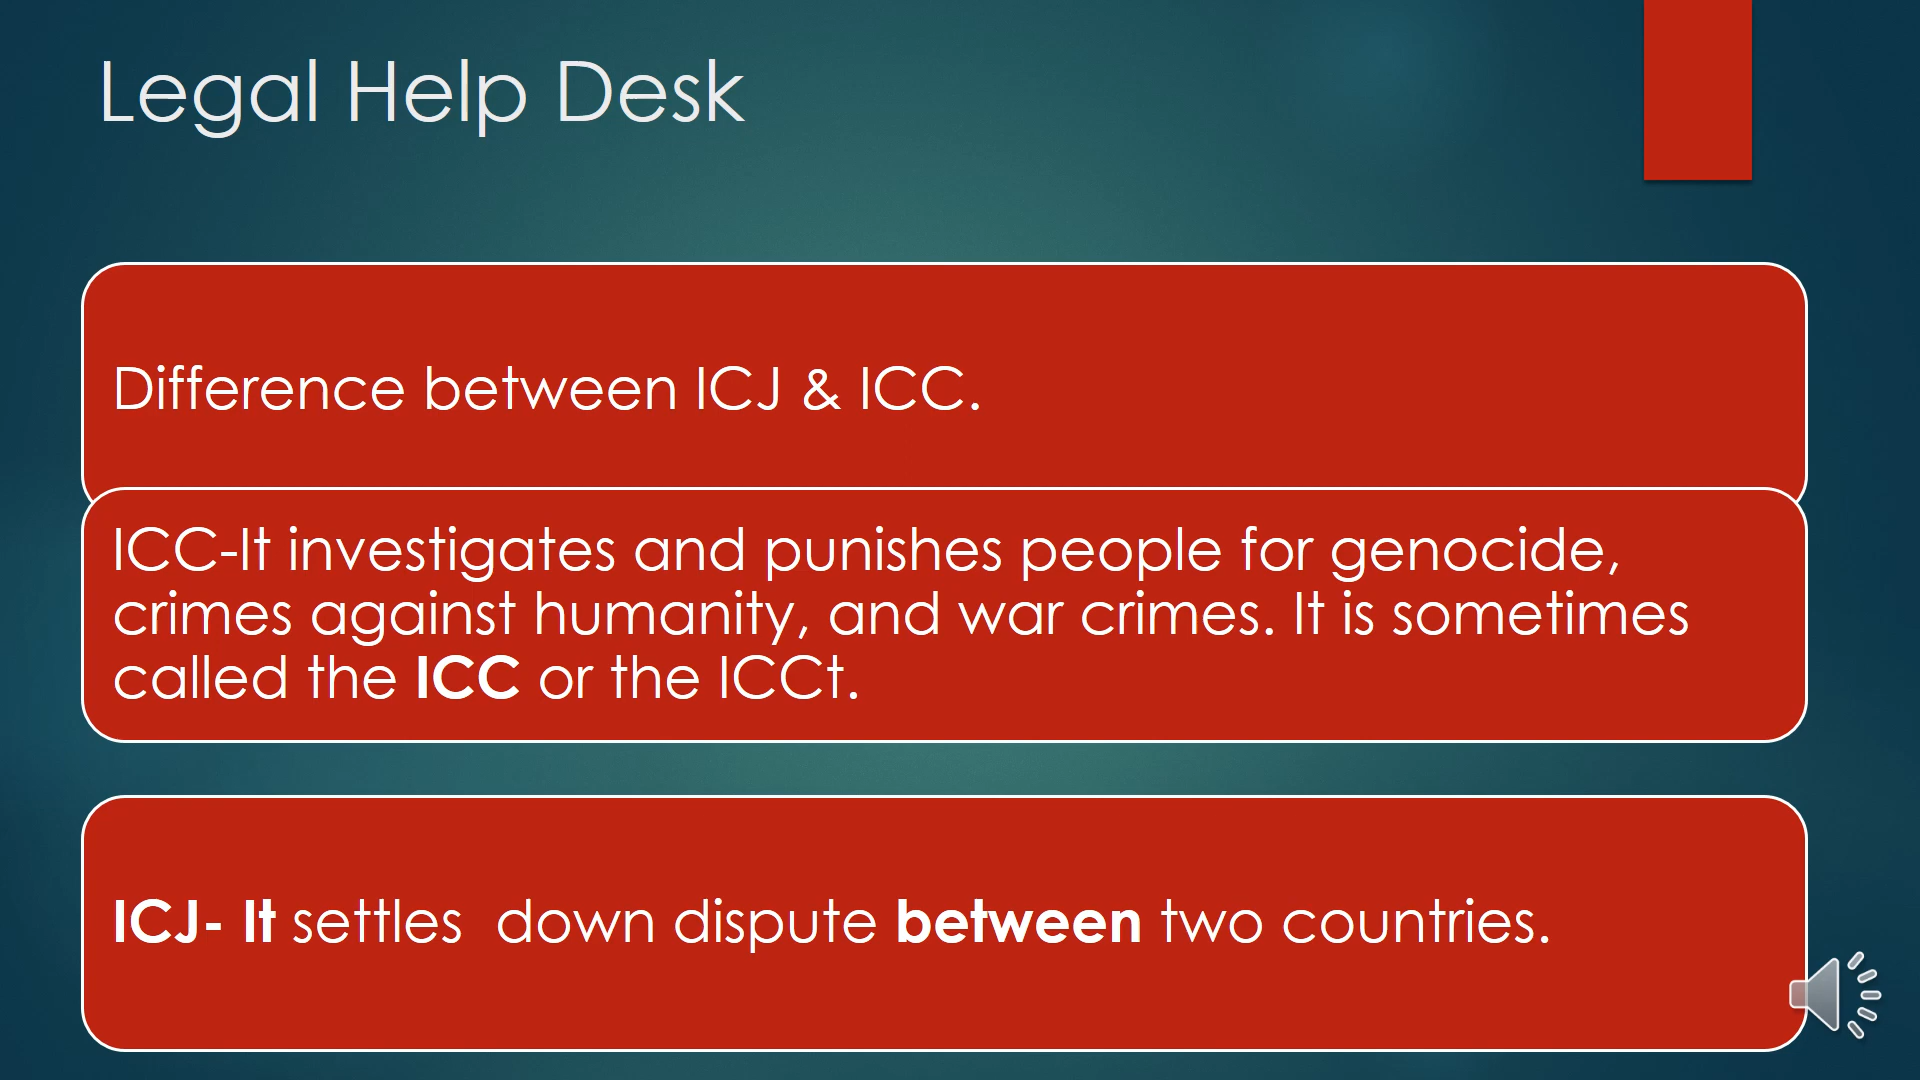 Legal Help Desk
Difference between ICJ & ICC.
ICC-It investigates and punishes people for genocide,
crimes against humanity, and war crimes. It is sometimes
called the ICC or the ICCt.
ICJ- It settles  down dispute between two countries.